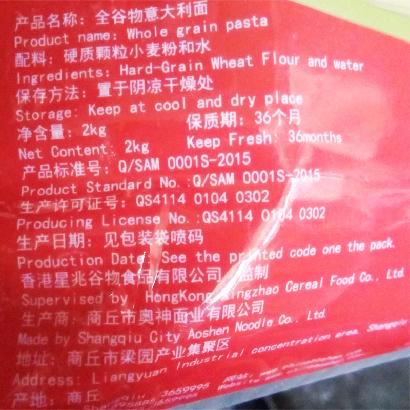 产品名称：全谷物意大利面
Product name: Whole grain pasta
配料：硬质颗粒小麦粉和水
Ingredients: Hard-Grain Wheat Flour and water
保存方法：置于阴凉干燥处
Storage: Keep at cool and dry place
净含量：2kg 保质期：36个月
Net Content: 2kg Keep Fresh: 36months
产品标准号：Q/SAM 0001S-2015
Product Standard No.:Q/SAM 0001S-2015
生产许可证号：QS4114 0104 0302
Producing License No.:QS4114 0104 0302
生产日期：见包装袋喷码
Production Date: See the printed code one the pack.
香港星兆谷物食品有限公司 监制
Supervised by HongKong Xingzhao Cereal Food Co., Ltd.
生产商：商丘市奥神面业有限公司
Made by Shangqiu City Aoshen Noodle Co., Ltd.
地址：商丘市梁园产业集聚区
Address: Liangyuan Industrial concentration area, Shangqiu
产地：商丘